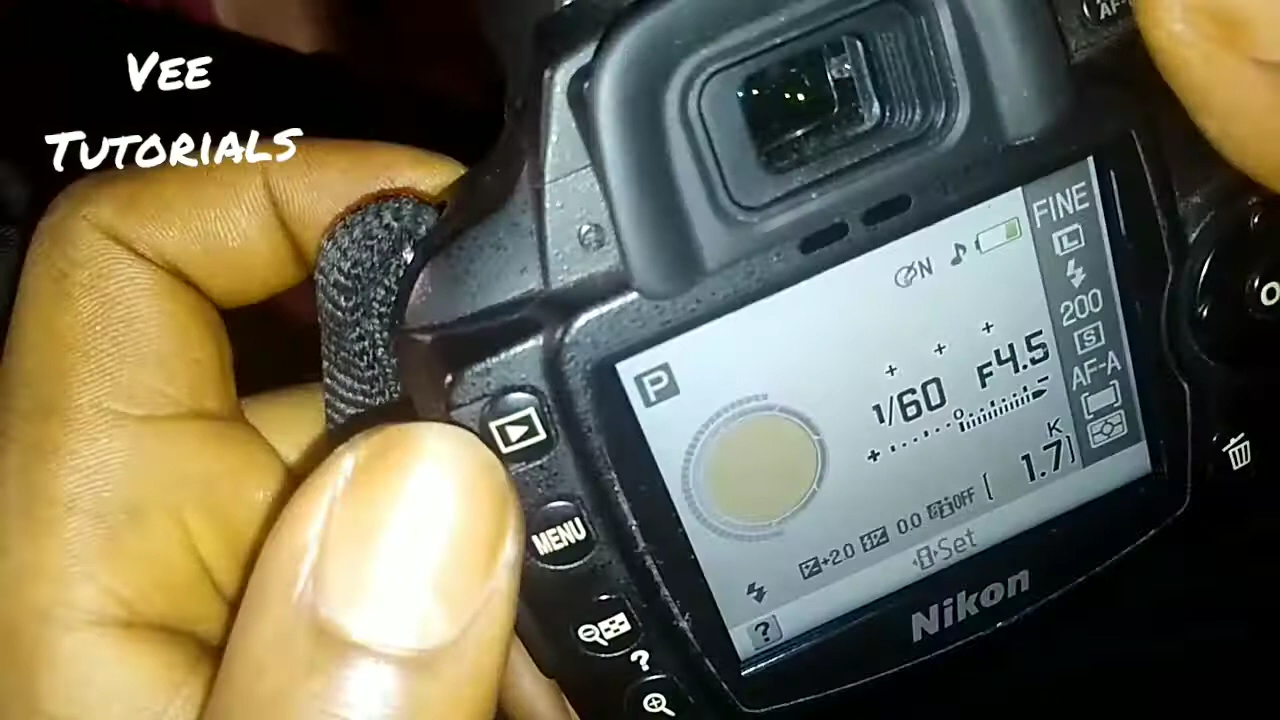 VEE
TUTORIALS
AF-
FINE
L
N
200
S
P
1/60 F4.5
AF-A
K
[ 1.7]
+2.0 0.0 OFF
Set
MENU
?
Nikon
?